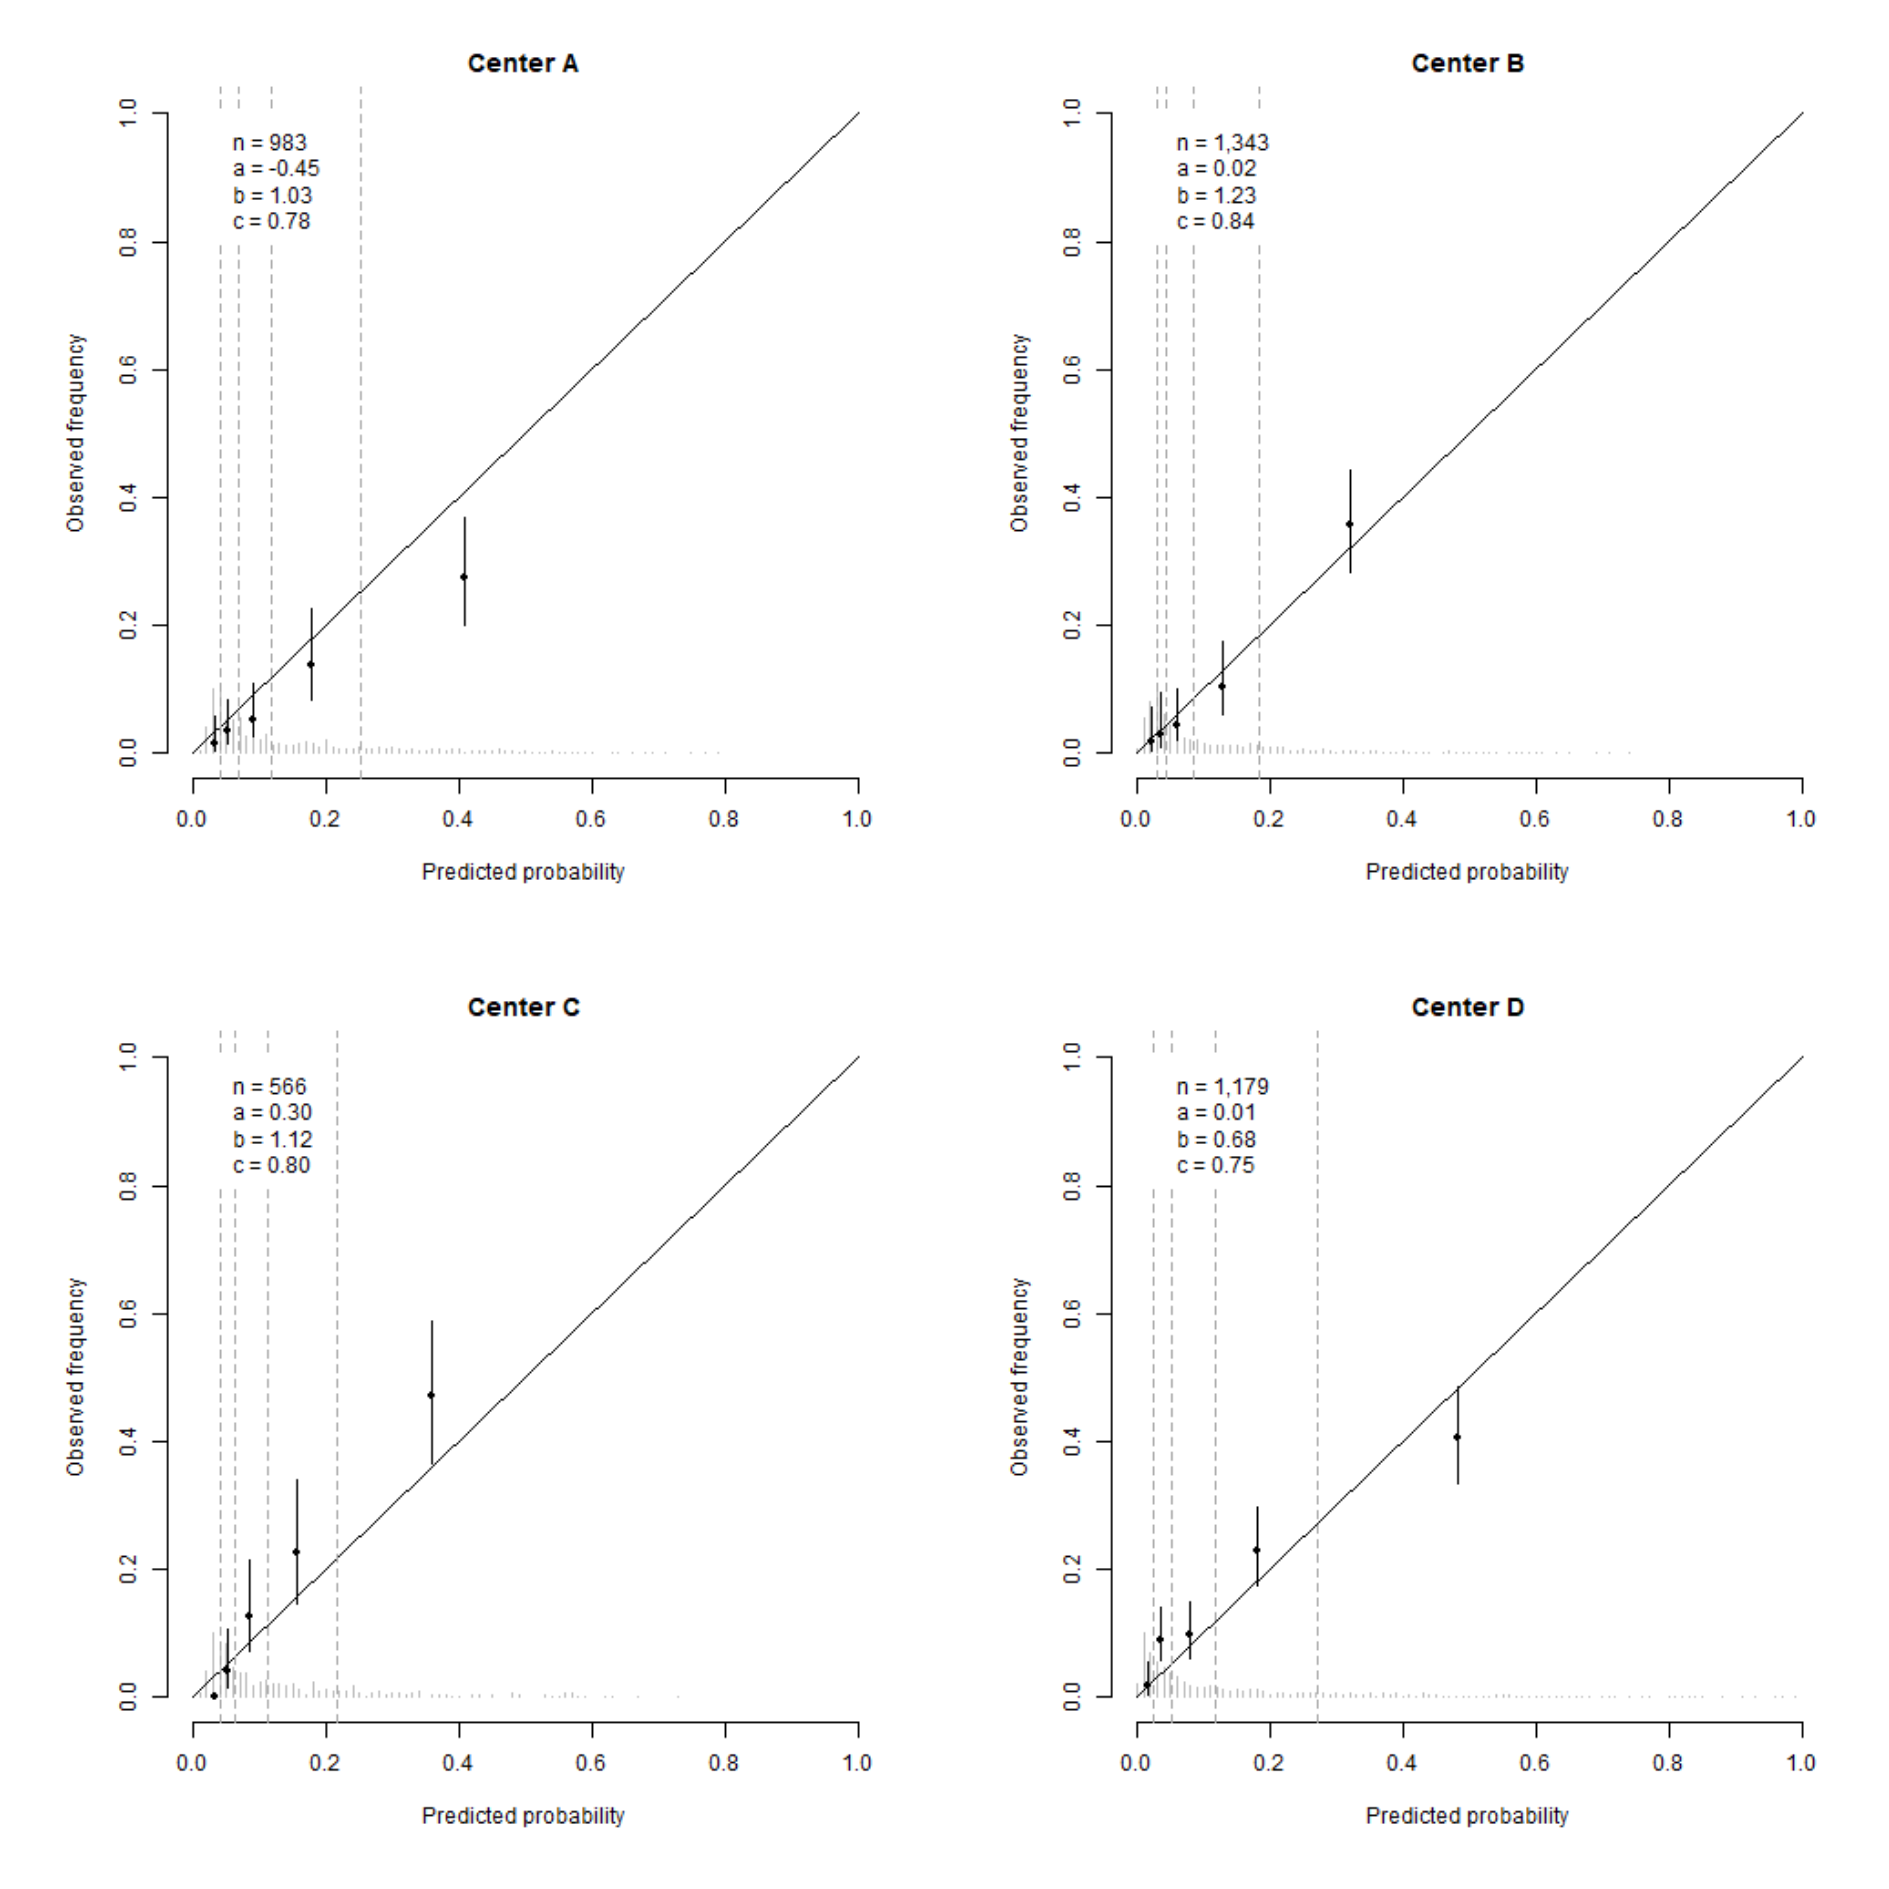 Center A
n = 983
a = -0.45
b = 1.03
c = 0.78
Observed frequency
0.0
0.2
0.4
0.6
0.8
1.0
0.0 0.2 0.4 0.6 0.8 1.0
Predicted probability
Center B
n = 1,343
a = 0.02
b = 1.23
c = 0.84
Observed frequency
0.0
0.2
0.4
0.6
0.8
1.0
0.0 0.2 0.4 0.6 0.8 1.0
Predicted probability
Center C
n = 566
a = 0.30
b = 1.12
c = 0.80
Observed frequency
0.0
0.2
0.4
0.6
0.8
1.0
0.0 0.2 0.4 0.6 0.8 1.0
Predicted probability
Center D
n = 1,179
a = 0.01
b = 0.68
c = 0.75
Observed frequency
0.0
0.2
0.4
0.6
0.8
1.0
0.0 0.2 0.4 0.6 0.8 1.0
Predicted probability